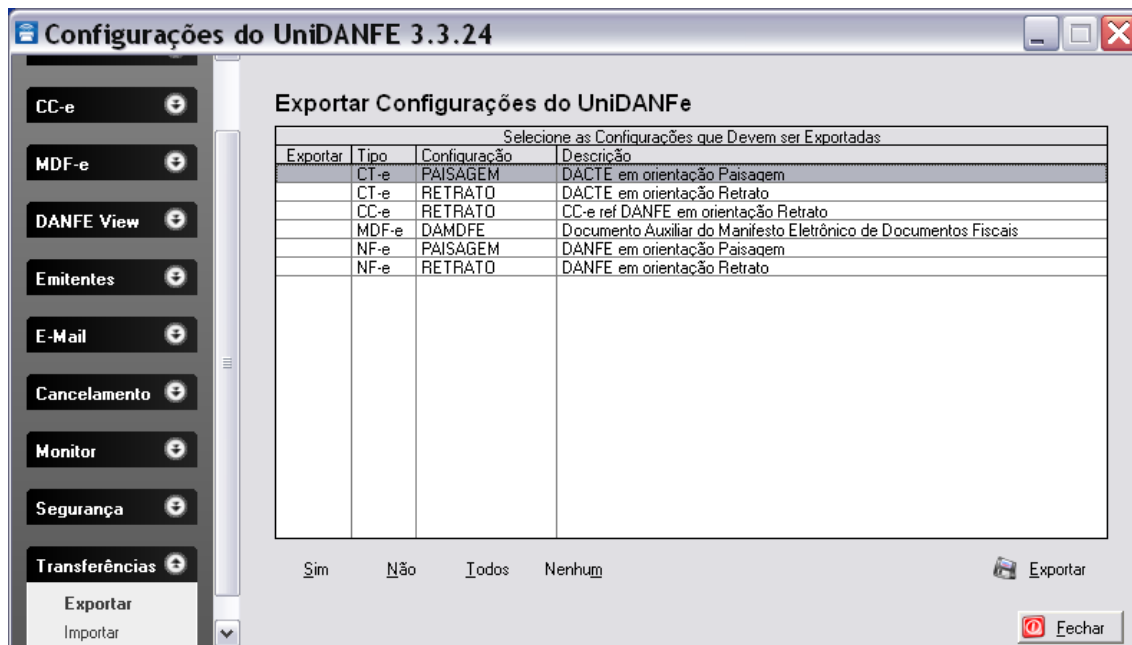 Configurações do UniDANFE 3.3.24
CC-e
MDF-e
DANFE View
Emitentes
E-Mail
Cancelamento
Monitor
Segurança
Transferências
Exportar
Importar
Exportar Configurações do UniDANFe
Selecione as Configurações que Devem ser Exportadas
Exportar Tipo Configuração Descrição
CT-e PAISAGEM DACTE em orientação Paisagem
CT-e RETRATO DACTE em orientação Retrato
CC-e RETRATO CC-e ref DANFE em orientação Retrato
MDF-e DAMDFE Documento Auxiliar do Manifesto Eletrônico de Documentos Fiscais
NF-e PAISAGEM DANFE em orientação Paisagem
NF-e RETRATO DANFE em orientação Retrato
Sim Não Todos Nenhum Exportar
Fechar